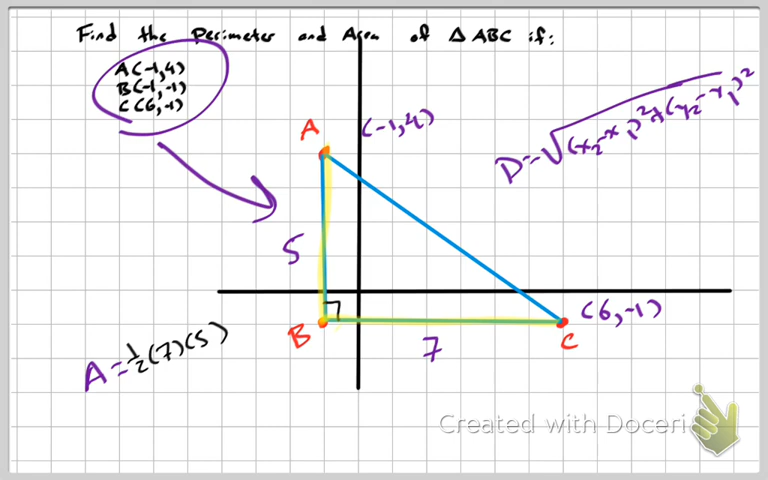 Find the Perimeter and Area of Δ ABC if:
A(-1,4)
B(-1,-1)
C(6,-1)
A
(-1,4)
D=√(x₂-x₁)²+(y₂-x₁)²
5
B
7
C
(6,-1)
A=½(7)(5)
Created with Doceri